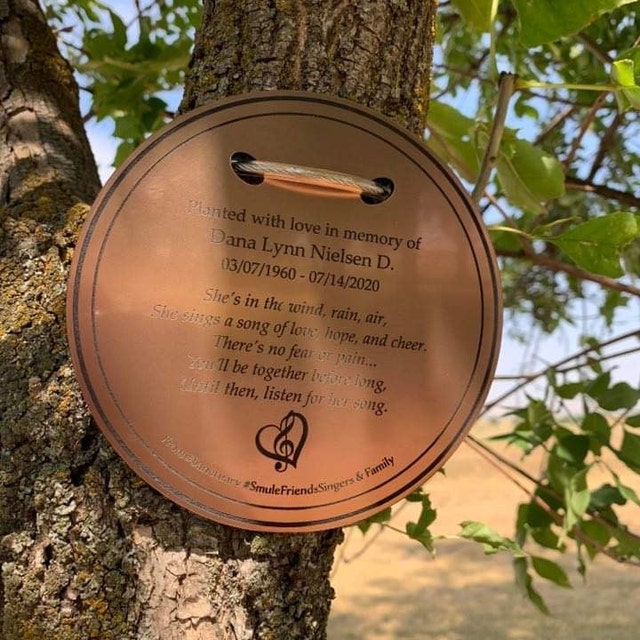 Planted with love in memory of
Dana Lynn Nielsen D.
03/07/1960 - 07/14/2020
She's in the wind, rain, air,
She sings a song of love, hope, and cheer.
There's no fear or pain...
You'll be together before long,
Until then, listen for her song.
#SmuleFriendsSingers & Family